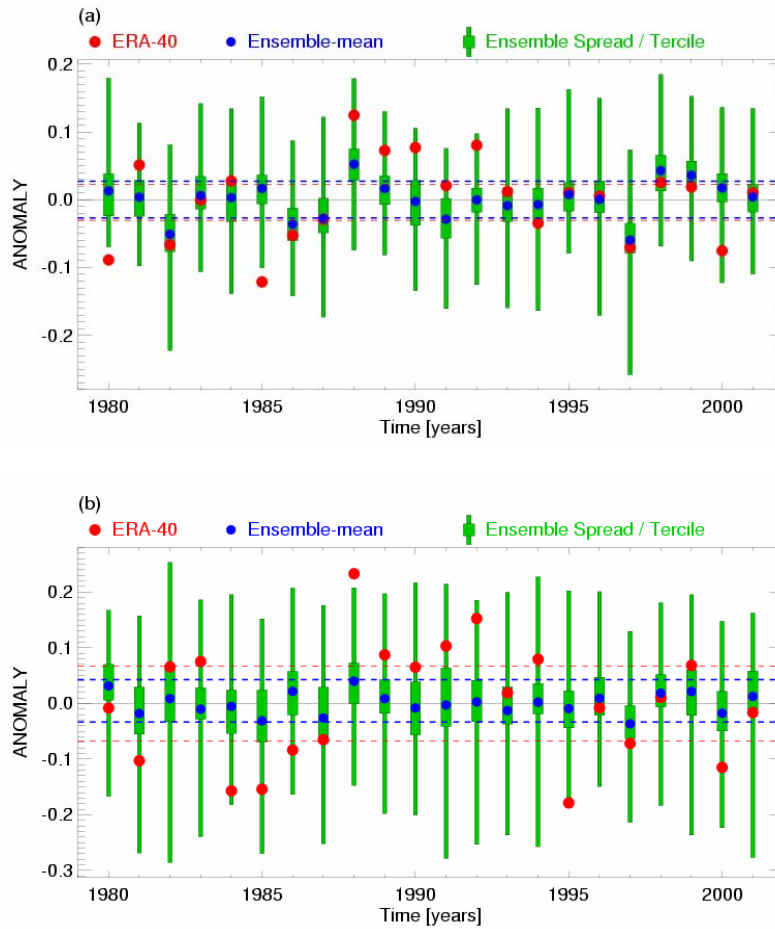 (a)
ERA-40 Ensemble-mean Ensemble Spread / Tercile
0.2
0.1
0.0
-0.1
-0.2
ANOMALY
1980 1985 1990 1995 2000
Time [years]
(b)
ERA-40 Ensemble-mean Ensemble Spread / Tercile
0.2
0.1
0.0
-0.1
-0.2
-0.3
ANOMALY
1980 1985 1990 1995 2000
Time [years]